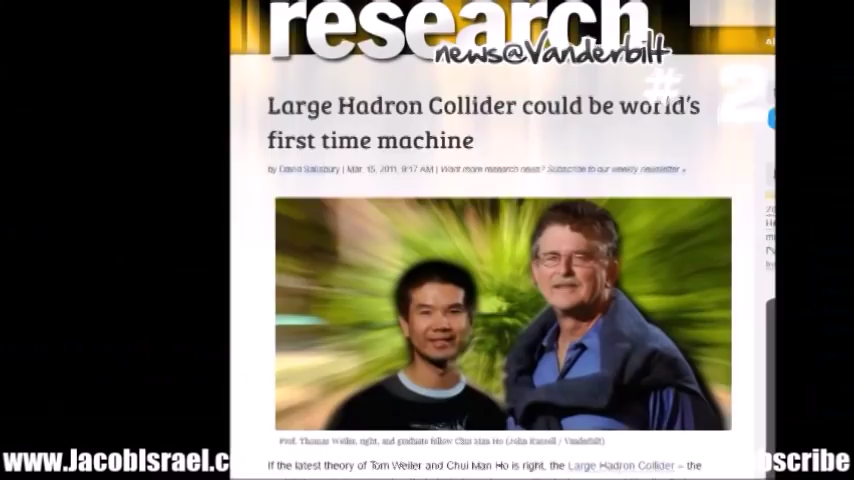 research
news@Vanderbilt
# 2
Large Hadron Collider could be world's
first time machine
by David Salisbury | Mar. 15, 2011, 9:17 AM | Want more research news? Subscribe to our weekly newsletter »
Prof. Thomas Weiler, right, and graduate fellow Chui Man Ho (John Russell / Vanderbilt)
If the latest theory of Tom Weiler and Chui Man Ho is right, the Large Hadron Collider – the
www.JacobIsrael.c
bscribe